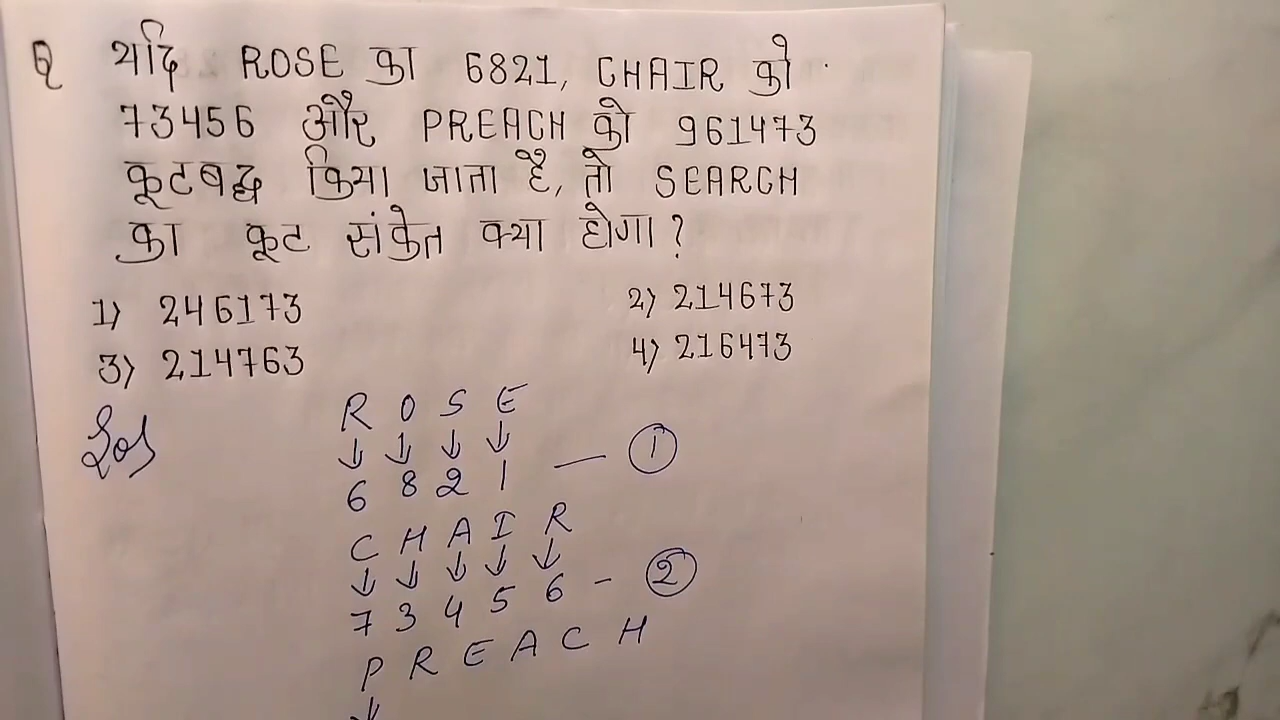 Q यदि ROSE का 6821, CHAIR को
73456 और PREACH को 961473
कूटबद्ध किया जाता है, तो SEARCH
का कूट संकेत क्या होगा ?
1) 246173 2) 214673
3) 214763 4) 216473
Sol R O S E
↓ ↓ ↓ ↓ — ①
6 8 2 1
C H A I R
↓ ↓ ↓ ↓ ↓
7 3 4 5 6 - ②
P R E A C H
↓